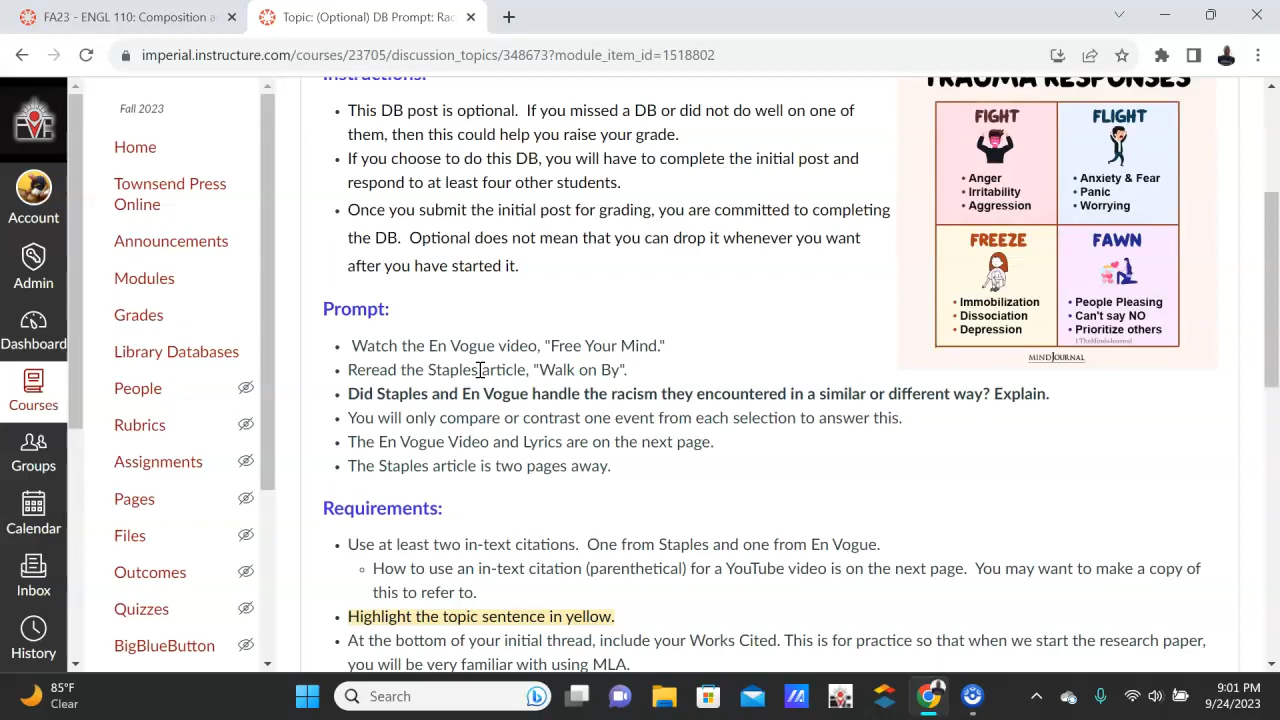 FA23 - ENGL 110: Composition a
Topic: (Optional) DB Prompt: Rac
imperial.instructure.com/courses/23705/discussion_topics/348673?module_item_id=1518802
Account
Admin
Dashboard
Courses
Groups
Calendar
Inbox
History
Fall 2023
Home
Townsend Press
Online
Announcements
Modules
Grades
Library Databases
People
Rubrics
Assignments
Pages
Files
Outcomes
Quizzes
BigBlueButton
Instructions:
• This DB post is optional. If you missed a DB or did not do well on one of
them, then this could help you raise your grade.
• If you choose to do this DB, you will have to complete the initial post and
respond to at least four other students.
• Once you submit the initial post for grading, you are committed to completing
the DB. Optional does not mean that you can drop it whenever you want
after you have started it.
TRAUMA RESPONSES
FIGHT
• Anger
• Irritability
• Aggression
FLIGHT
• Anxiety & Fear
• Panic
• Worrying
FREEZE
• Immobilization
• Dissociation
• Depression
FAWN
• People Pleasing
• Can't say NO
• Prioritize others
| TheMindsJournal |
MINDJOURNAL
Prompt:
• Watch the En Vogue video, "Free Your Mind."
• Reread the Staples article, "Walk on By".
• Did Staples and En Vogue handle the racism they encountered in a similar or different way? Explain.
• You will only compare or contrast one event from each selection to answer this.
• The En Vogue Video and Lyrics are on the next page.
• The Staples article is two pages away.
Requirements:
• Use at least two in-text citations. One from Staples and one from En Vogue.
◦ How to use an in-text citation (parenthetical) for a YouTube video is on the next page. You may want to make a copy of
this to refer to.
• Highlight the topic sentence in yellow.
• At the bottom of your initial thread, include your Works Cited. This is for practice so that when we start the research paper,
you will be very familiar with using MLA.
85°F
Clear
Search
9:01 PM
9/24/2023